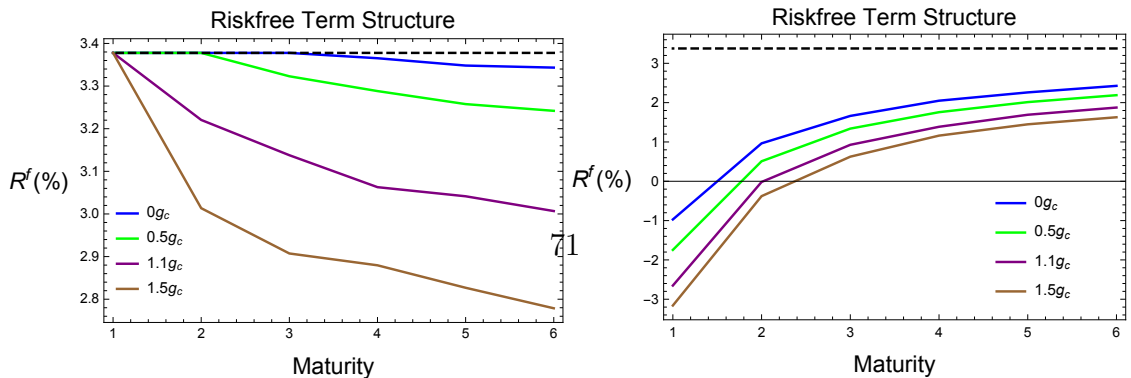 Riskfree Term Structure
3.4
3.3
3.2
3.1
3.0
2.9
2.8
R^f(%)
0g_c
0.5g_c
1.1g_c
1.5g_c
1 2 3 4 5 6
Maturity
71
Riskfree Term Structure
3
2
1
0
-1
-2
-3
R^f(%)
0g_c
0.5g_c
1.1g_c
1.5g_c
1 2 3 4 5 6
Maturity